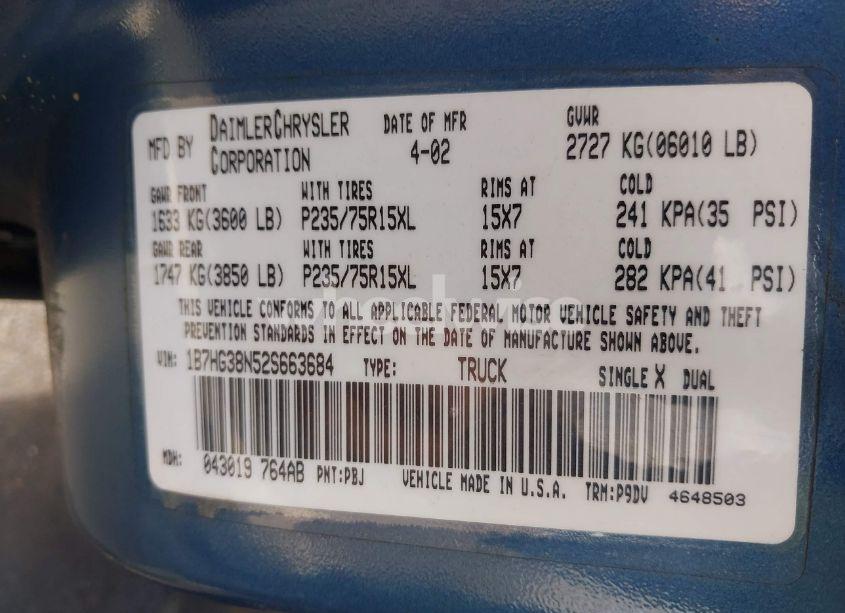 MFD BY DAIMLERCHRYSLER CORPORATION DATE OF MFR 4-02 GVWR 2727 KG(06010 LB)
GAWR FRONT WITH TIRES RIMS AT COLD
1633 KG(3600 LB) P235/75R15XL 15X7 241 KPA(35 PSI)
GAWR REAR WITH TIRES RIMS AT COLD
1747 KG(3850 LB) P235/75R15XL 15X7 282 KPA(41 PSI)
THIS VEHICLE CONFORMS TO ALL APPLICABLE FEDERAL MOTOR VEHICLE SAFETY AND THEFT
PREVENTION STANDARDS IN EFFECT ON THE DATE OF MANUFACTURE SHOWN ABOVE.
VIN: 1B7HG38N52S663684 TYPE: TRUCK SINGLE X DUAL
MDH: 043019 764AB PNT:PBJ VEHICLE MADE IN U.S.A. TRM:P9DV 4648503